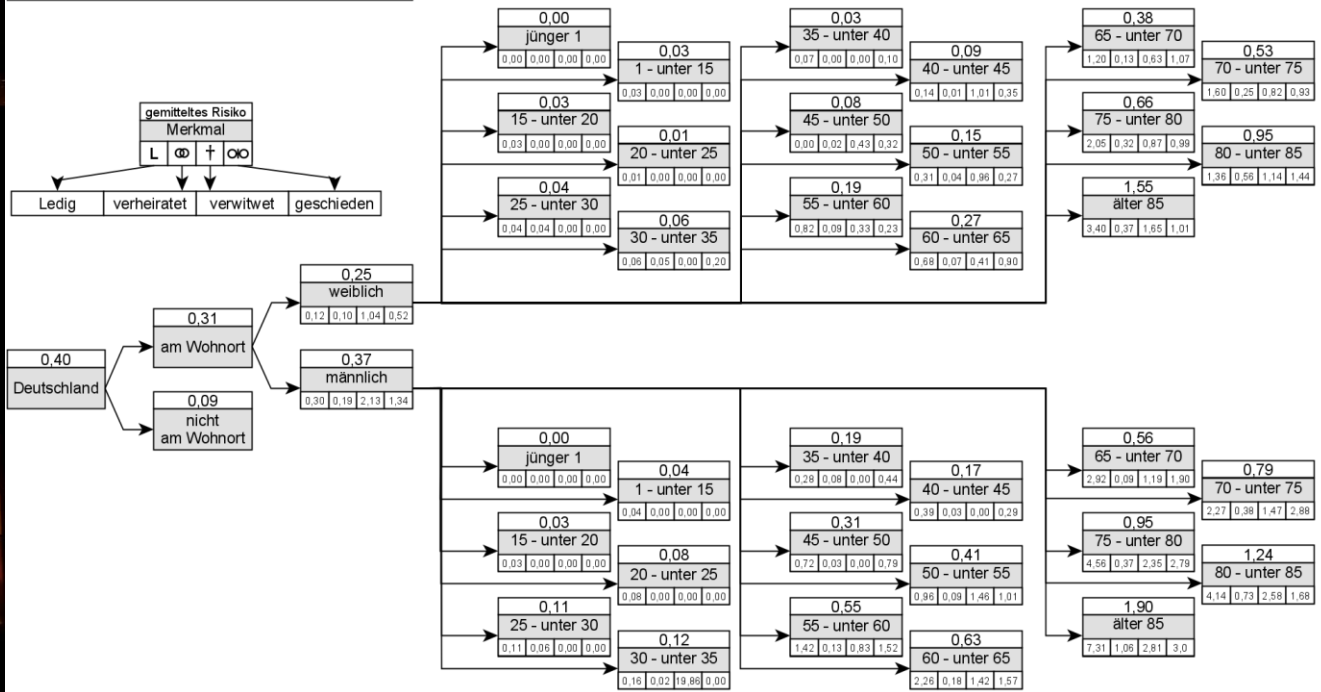 gemitteltes Risiko
Merkmal
L ⚭ † ⚮
Ledig verheiratet verwitwet geschieden
0,40
Deutschland
0,31
am Wohnort
0,09
nicht
am Wohnort
0,25
weiblich
0,12 0,10 1,04 0,52
0,37
männlich
0,30 0,19 2,13 1,34
0,00
jünger 1
0,00 0,00 0,00 0,00
0,03
1 - unter 15
0,03 0,00 0,00 0,00
0,03
15 - unter 20
0,03 0,00 0,00 0,00
0,01
20 - unter 25
0,01 0,00 0,00 0,00
0,04
25 - unter 30
0,04 0,04 0,00 0,00
0,06
30 - unter 35
0,06 0,05 0,00 0,20
0,03
35 - unter 40
0,07 0,00 0,00 0,10
0,09
40 - unter 45
0,14 0,01 1,01 0,35
0,08
45 - unter 50
0,00 0,02 0,43 0,32
0,15
50 - unter 55
0,31 0,04 0,96 0,27
0,19
55 - unter 60
0,82 0,09 0,33 0,23
0,27
60 - unter 65
0,68 0,07 0,41 0,90
0,38
65 - unter 70
1,20 0,13 0,63 1,07
0,53
70 - unter 75
1,60 0,25 0,82 0,93
0,66
75 - unter 80
2,05 0,32 0,87 0,99
0,95
80 - unter 85
1,36 0,56 1,14 1,44
1,55
älter 85
3,40 0,37 1,65 1,01
0,00
jünger 1
0,00 0,00 0,00 0,00
0,04
1 - unter 15
0,04 0,00 0,00 0,00
0,03
15 - unter 20
0,03 0,00 0,00 0,00
0,08
20 - unter 25
0,08 0,00 0,00 0,00
0,11
25 - unter 30
0,11 0,06 0,00 0,00
0,12
30 - unter 35
0,16 0,02 19,86 0,00
0,19
35 - unter 40
0,28 0,08 0,00 0,44
0,17
40 - unter 45
0,39 0,03 0,00 0,29
0,31
45 - unter 50
0,72 0,03 0,00 0,79
0,41
50 - unter 55
0,96 0,09 1,46 1,01
0,55
55 - unter 60
1,42 0,13 0,83 1,52
0,63
60 - unter 65
2,26 0,18 1,42 1,57
0,56
65 - unter 70
2,92 0,09 1,19 1,90
0,79
70 - unter 75
2,27 0,38 1,47 2,88
0,95
75 - unter 80
4,56 0,37 2,35 2,79
1,24
80 - unter 85
4,14 0,73 2,58 1,68
1,90
älter 85
7,31 1,06 2,81 3,0